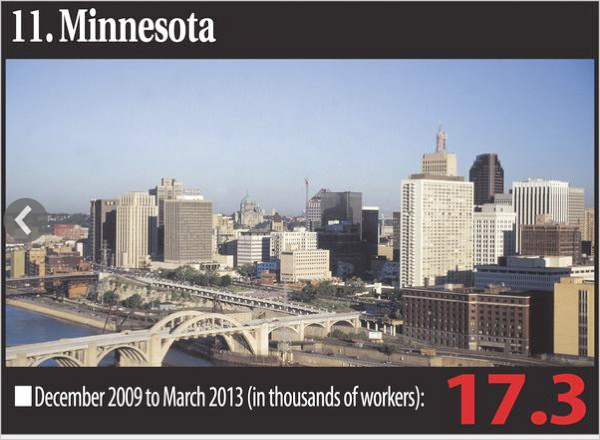 11. Minnesota
December 2009 to March 2013 (in thousands of workers): 17.3